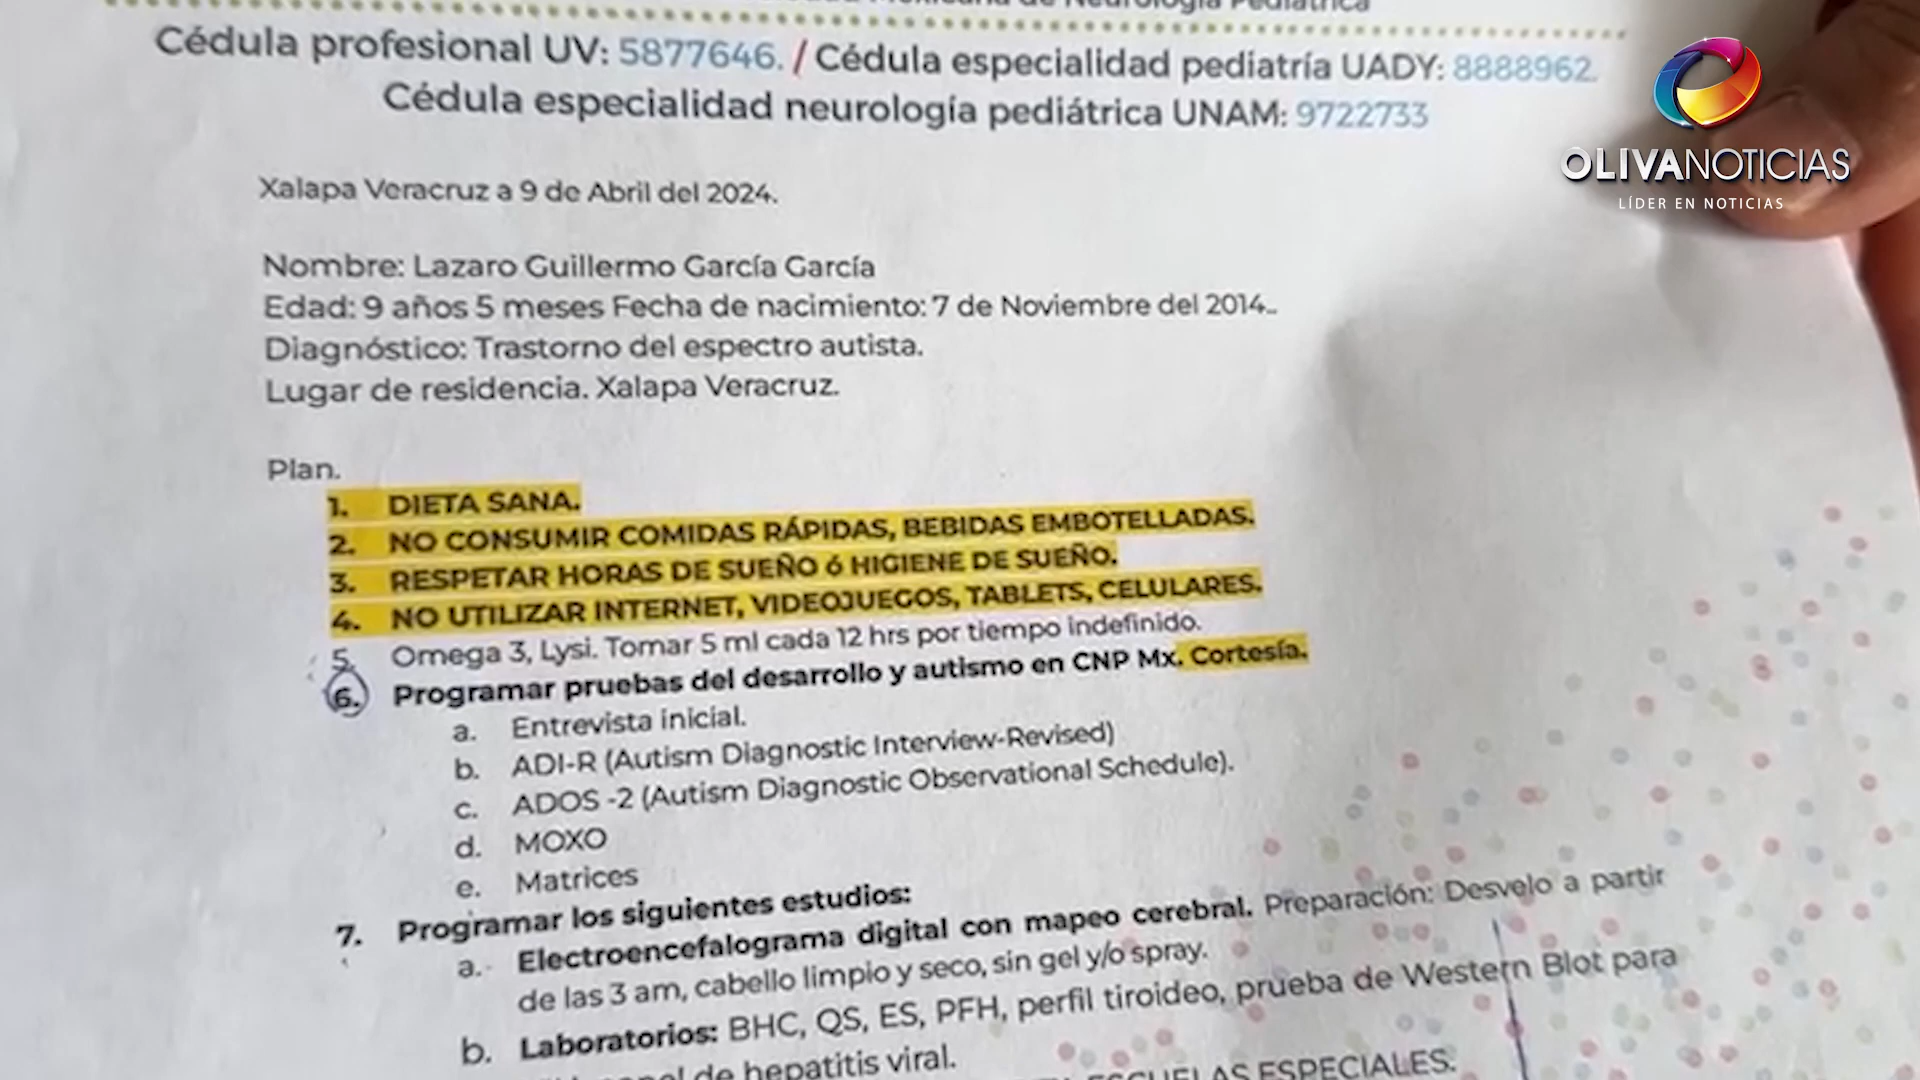 de Neurología Pediátrica
Cédula profesional UV: 5877646. / Cédula especialidad pediatría UADY: 8888962.
Cédula especialidad neurología pediátrica UNAM: 9722733
OLIVANOTICIAS
LÍDER EN NOTICIAS
Xalapa Veracruz a 9 de Abril del 2024.
Nombre: Lazaro Guillermo García García
Edad: 9 años 5 meses Fecha de nacimiento: 7 de Noviembre del 2014..
Diagnóstico: Trastorno del espectro autista.
Lugar de residencia. Xalapa Veracruz.
Plan.
1. DIETA SANA.
2. NO CONSUMIR COMIDAS RÁPIDAS, BEBIDAS EMBOTELLADAS.
3. RESPETAR HORAS DE SUEÑO ó HIGIENE DE SUEÑO.
4. NO UTILIZAR INTERNET, VIDEOJUEGOS, TABLETS, CELULARES.
5. Omega 3, Lysi. Tomar 5 ml cada 12 hrs por tiempo indefinido.
6. Programar pruebas del desarrollo y autismo en CNP Mx. Cortesía.
a. Entrevista inicial.
b. ADI-R (Autism Diagnostic Interview-Revised)
c. ADOS -2 (Autism Diagnostic Observational Schedule).
d. MOXO
e. Matrices
7. Programar los siguientes estudios:
a. Electroencefalograma digital con mapeo cerebral. Preparación: Desvelo a partir
de las 3 am, cabello limpio y seco, sin gel y/o spray.
b. Laboratorios: BHC, QS, ES, PFH, perfil tiroideo, prueba de Western Blot para
de hepatitis viral.
ESCUELAS ESPECIALES.